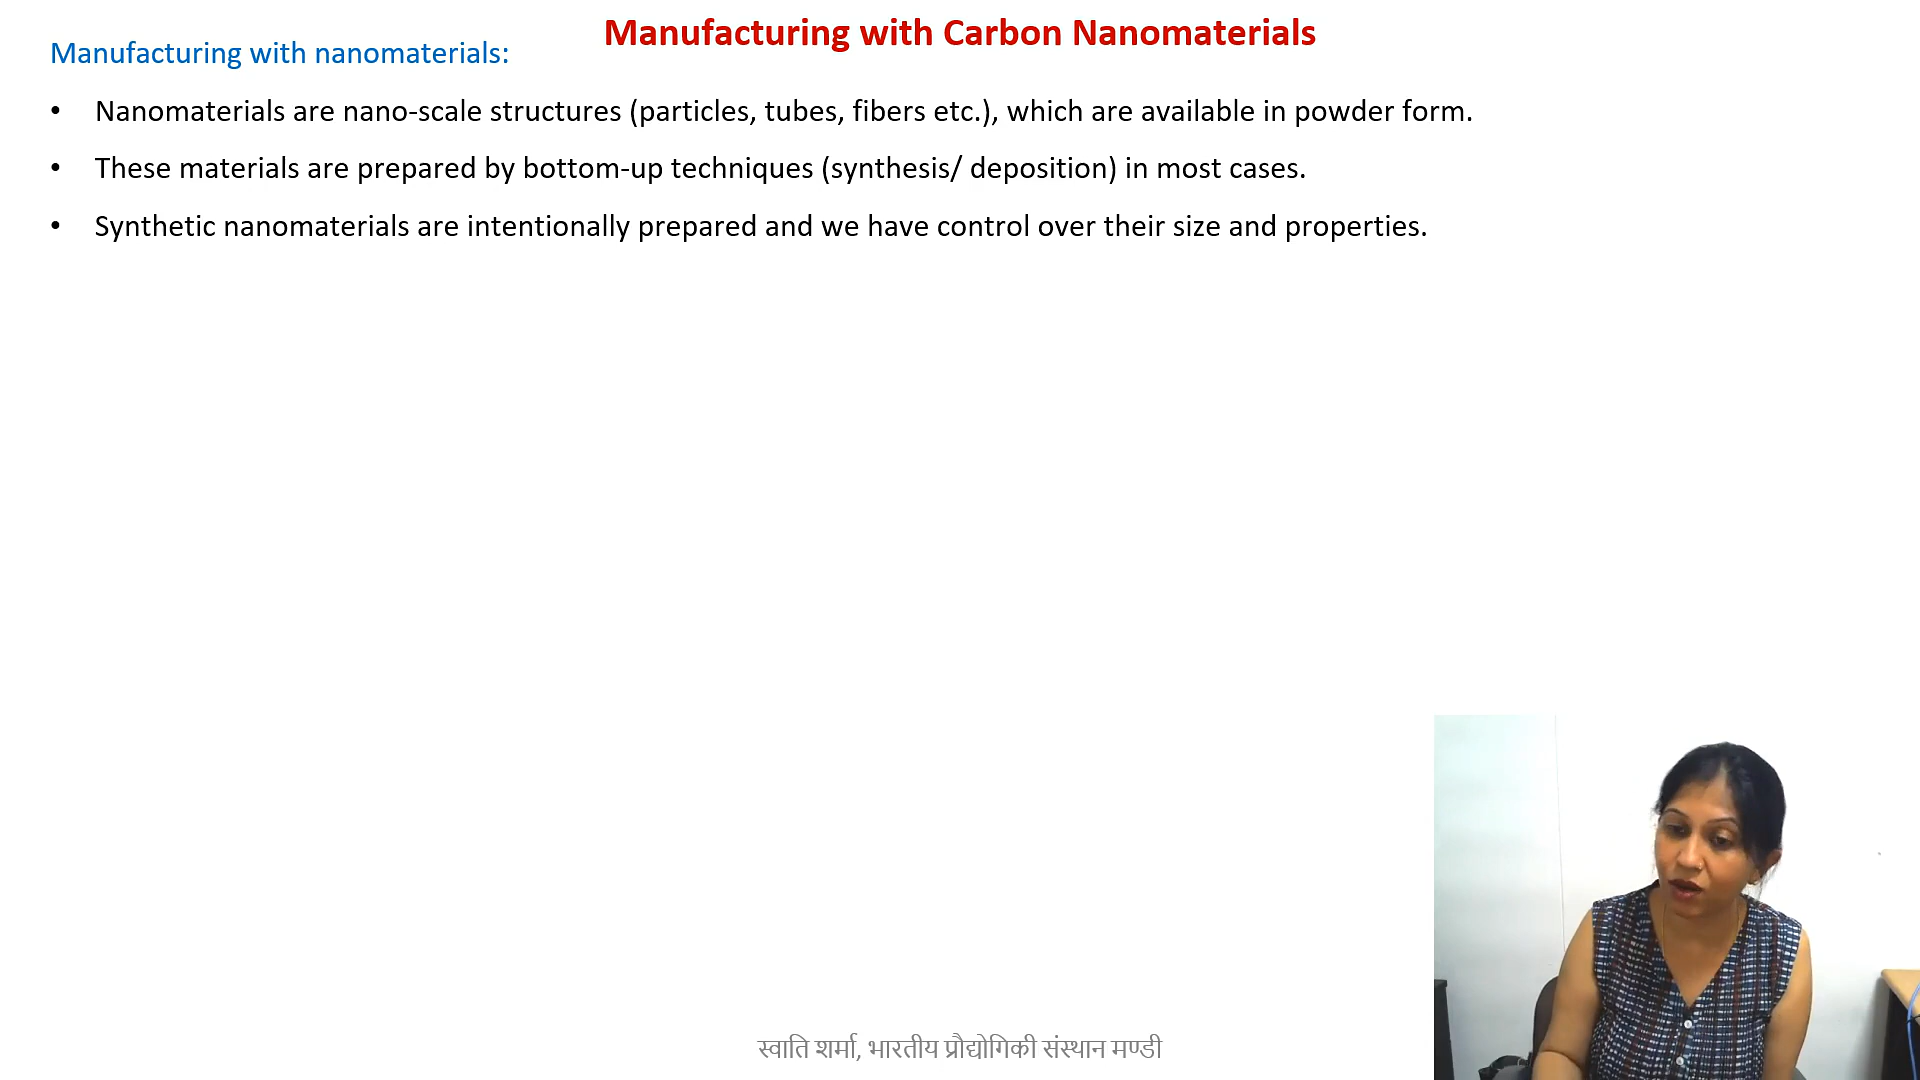 Manufacturing with Carbon Nanomaterials
Manufacturing with nanomaterials:
• Nanomaterials are nano-scale structures (particles, tubes, fibers etc.), which are available in powder form.
• These materials are prepared by bottom-up techniques (synthesis/ deposition) in most cases.
• Synthetic nanomaterials are intentionally prepared and we have control over their size and properties.
स्वाति शर्मा, भारतीय प्रौद्योगिकी संस्थान मण्डी